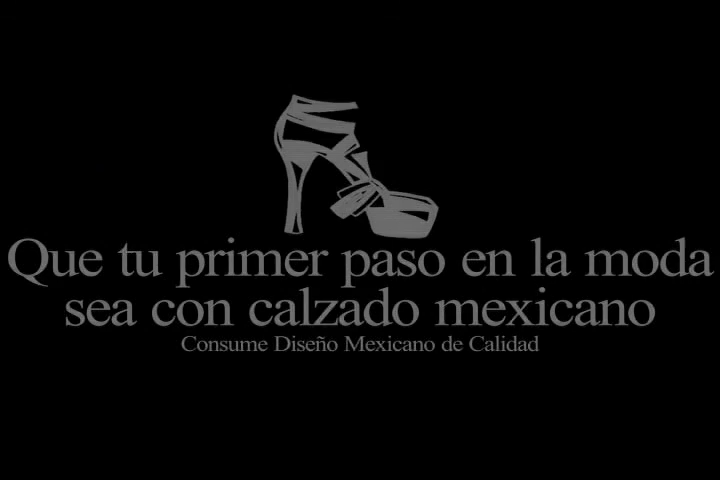 Que tu primer paso en la moda
sea con calzado mexicano
Consume Diseño Mexicano de Calidad